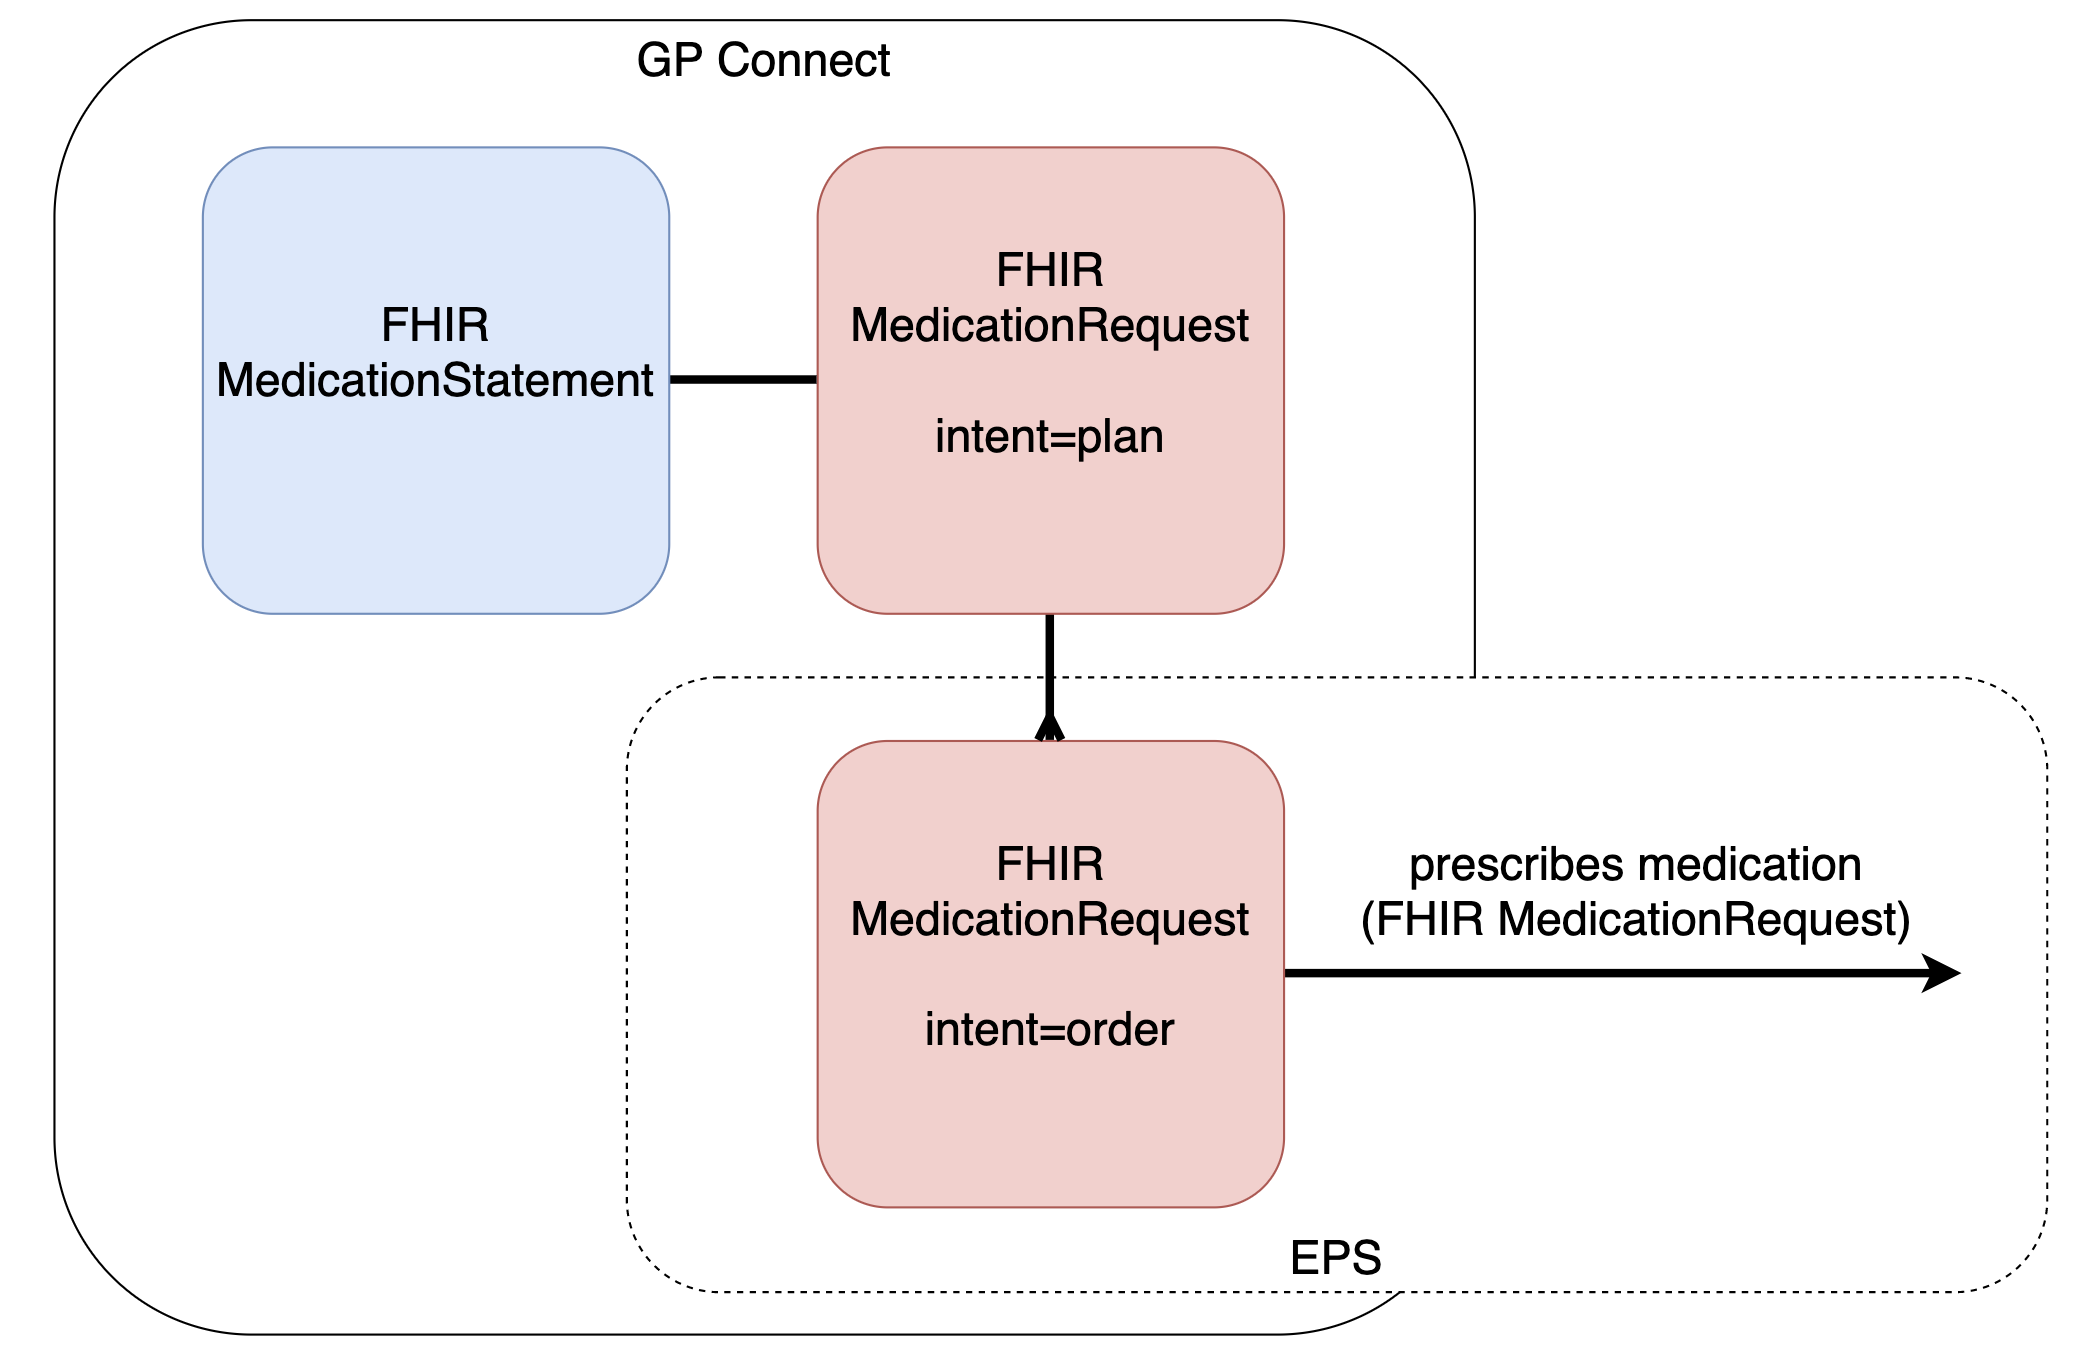 GP Connect
FHIR
MedicationStatement
FHIR
MedicationRequest
intent=plan
FHIR
MedicationRequest
intent=order
prescribes medication
(FHIR MedicationRequest)
EPS